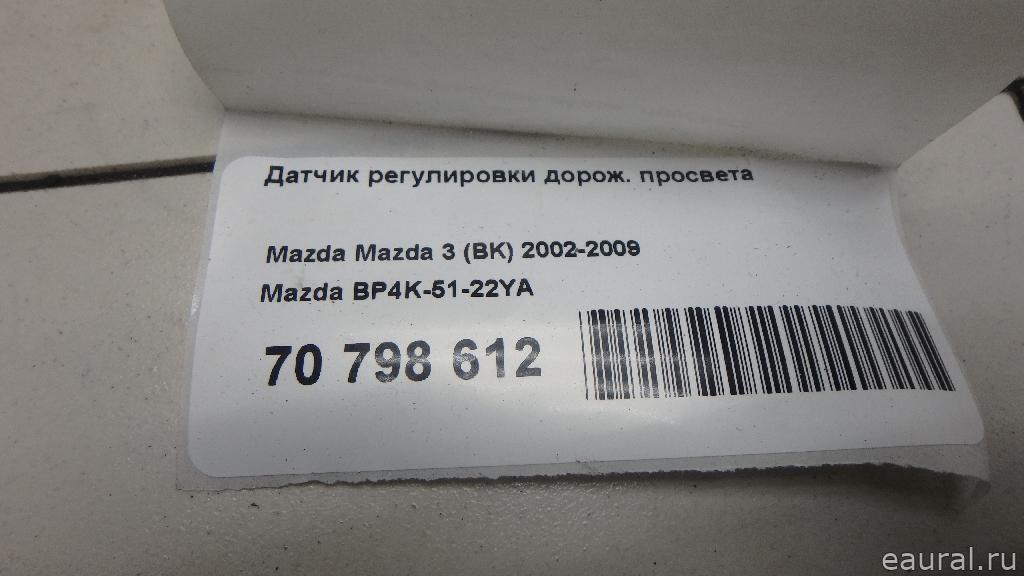 Датчик регулировки дорож. просвета
Mazda Mazda 3 (BK) 2002-2009
Mazda BP4K-51-22YA
70 798 612
eaural.ru